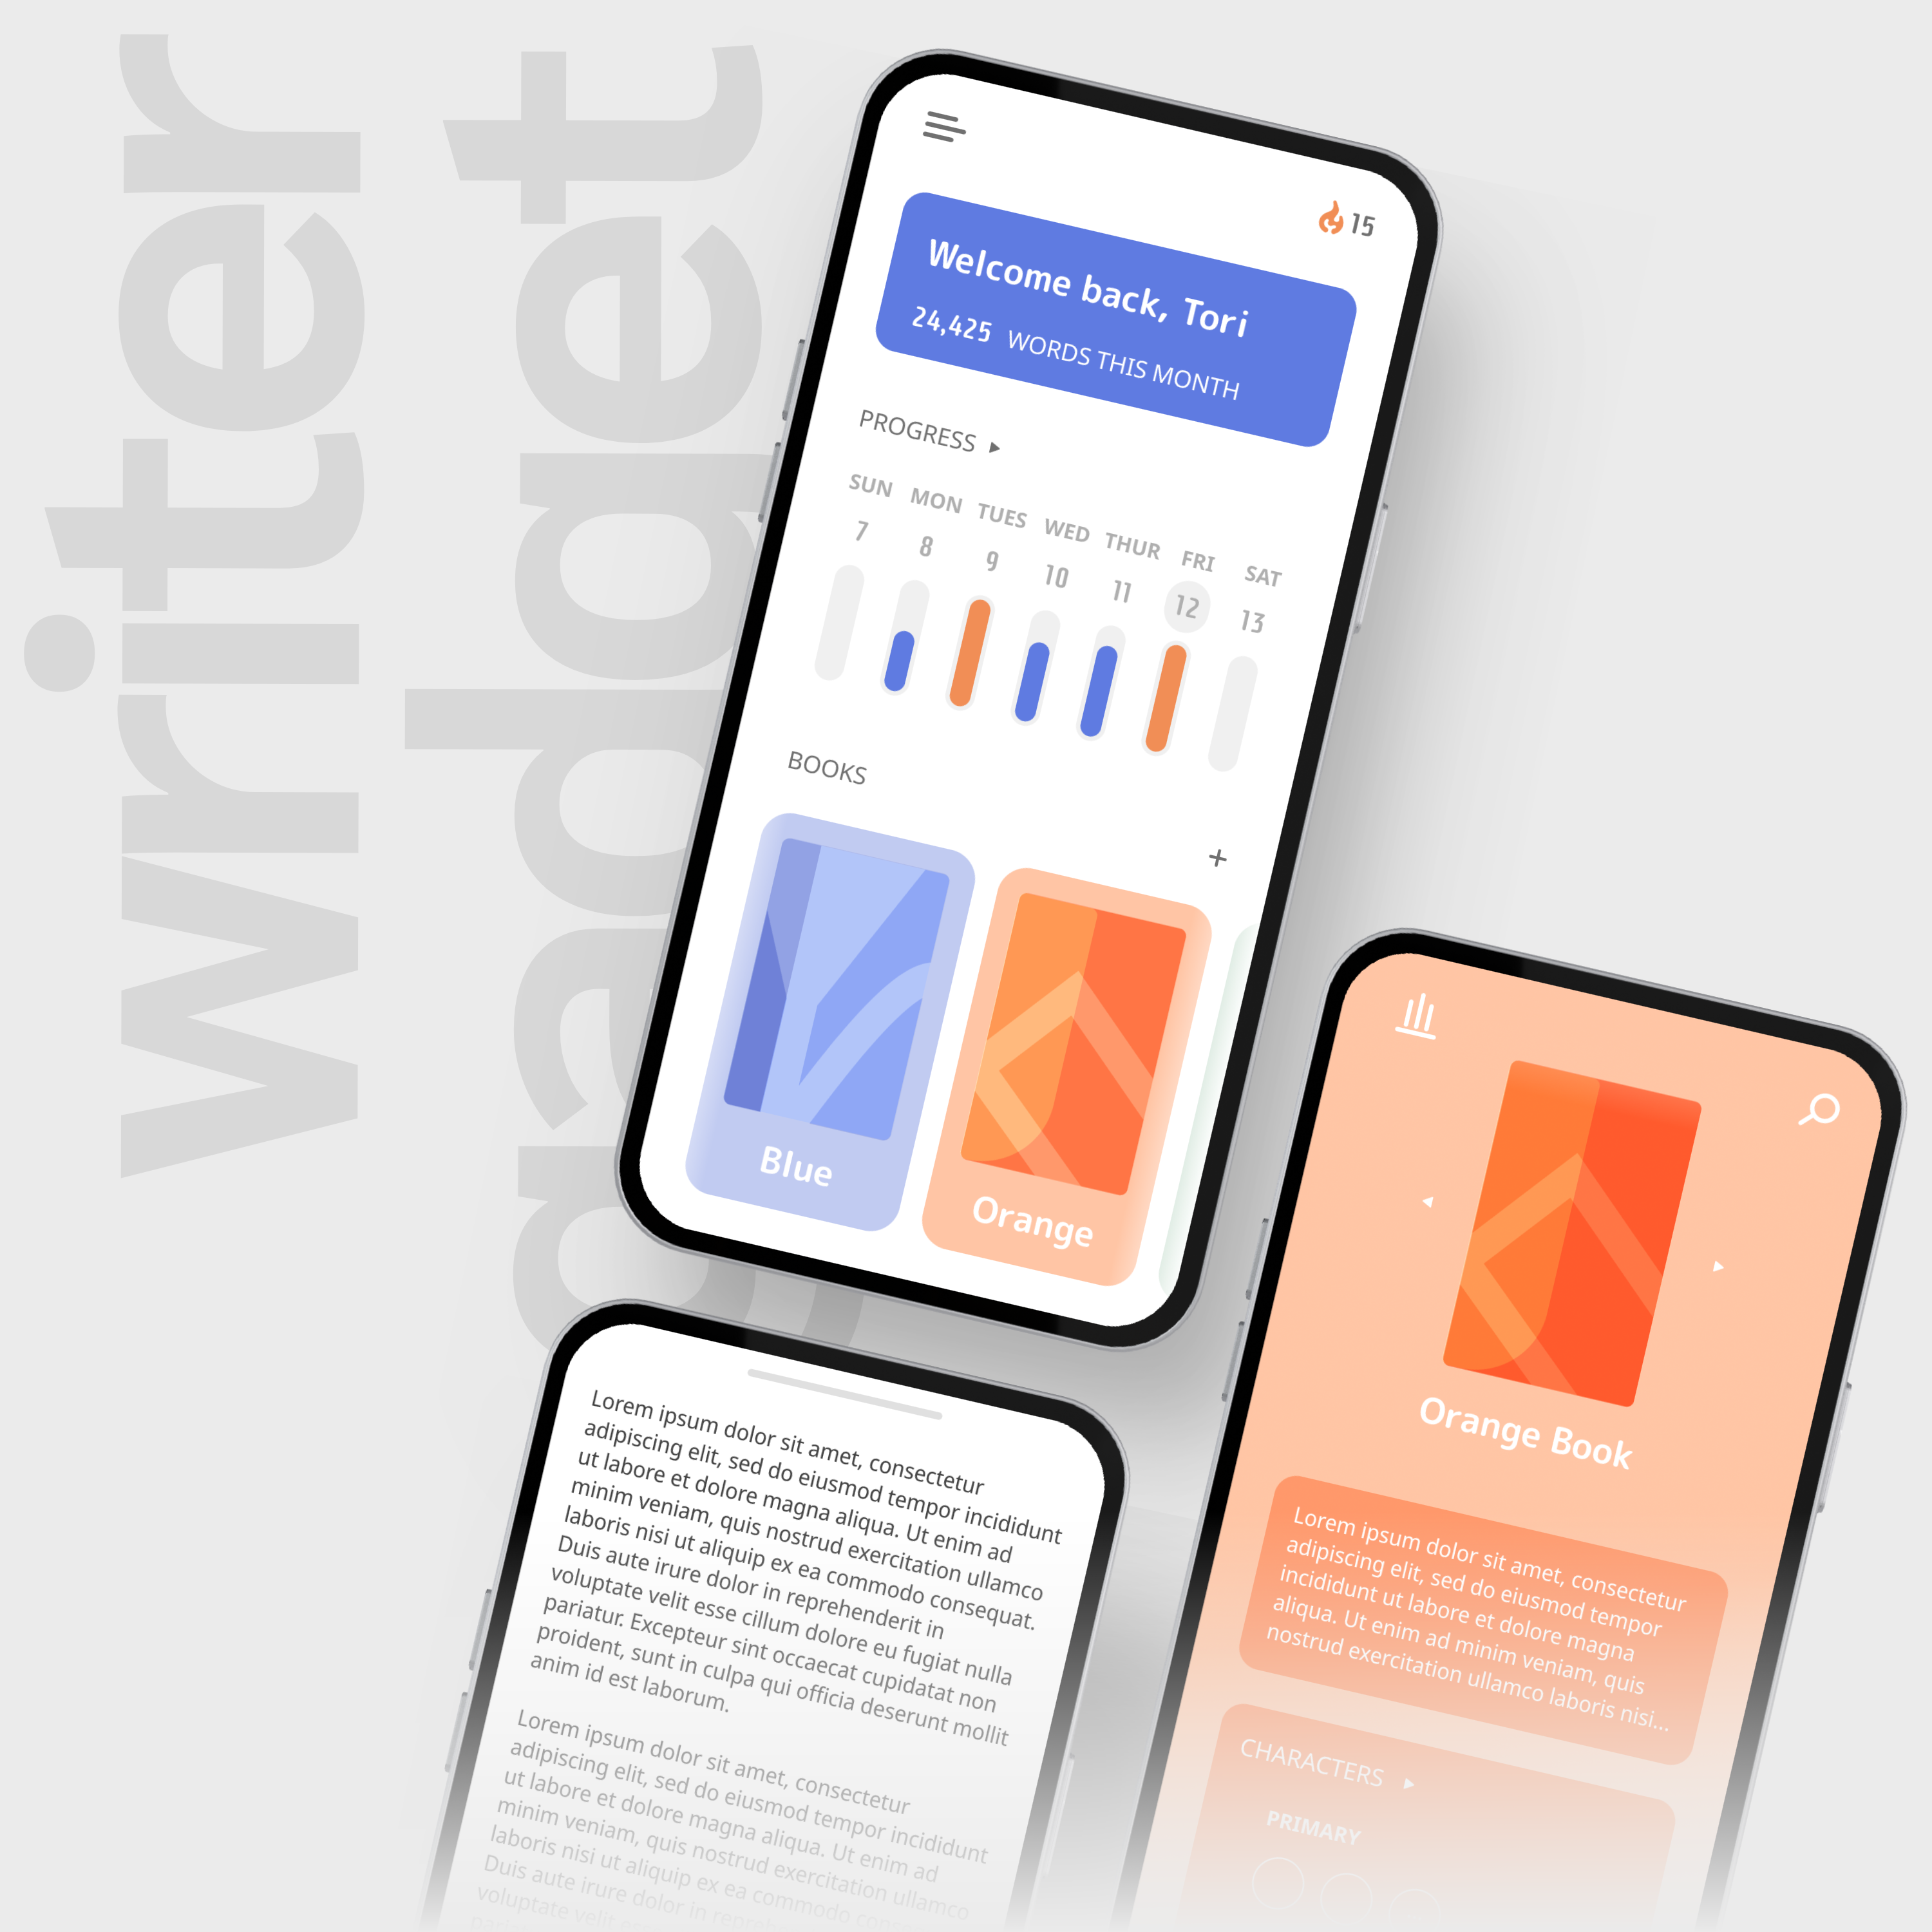 writer
gadget
15
Welcome back, Tori
24,425 WORDS THIS MONTH
PROGRESS
SUN MON TUES WED THUR FRI SAT
7 8 9 10 11 12 13
BOOKS
+
Blue
Orange
Lorem ipsum dolor sit amet, consectetur
adipiscing elit, sed do eiusmod tempor incididunt
ut labore et dolore magna aliqua. Ut enim ad
minim veniam, quis nostrud exercitation ullamco
laboris nisi ut aliquip ex ea commodo consequat.
Duis aute irure dolor in reprehenderit in
voluptate velit esse cillum dolore eu fugiat nulla
pariatur. Excepteur sint occaecat cupidatat non
proident, sunt in culpa qui officia deserunt mollit
anim id est laborum.
Lorem ipsum dolor sit amet, consectetur
adipiscing elit, sed do eiusmod tempor incididunt
ut labore et dolore magna aliqua. Ut enim ad
minim veniam, quis nostrud exercitation ullamco
laboris nisi ut aliquip ex ea commodo
Duis aute irure dolor in
voluptate velit
Orange Book
Lorem ipsum dolor sit amet, consectetur
adipiscing elit, sed do eiusmod tempor
incididunt ut labore et dolore magna
aliqua. Ut enim ad minim veniam, quis
nostrud exercitation ullamco laboris nisi...
CHARACTERS
PRIMARY